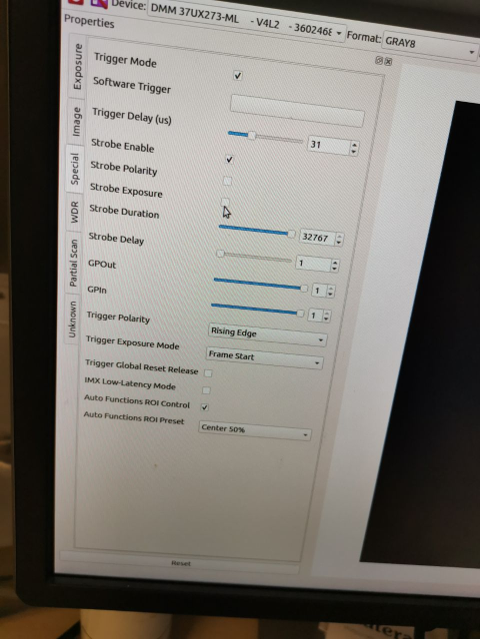 Device: DMM 37UX273-ML - V4L2 - 3602468 Format: GRAY8
Properties
Exposure
Image
Special
WDR
Partial Scan
Unknown
Trigger Mode
Software Trigger
Trigger Delay (us) 31
Strobe Enable
Strobe Polarity
Strobe Exposure
Strobe Duration 32767
Strobe Delay 1
GPOut 1
GPIn 1
Trigger Polarity Rising Edge
Trigger Exposure Mode Frame Start
Trigger Global Reset Release
IMX Low-Latency Mode
Auto Functions ROI Control
Auto Functions ROI Preset Center 50%
Reset